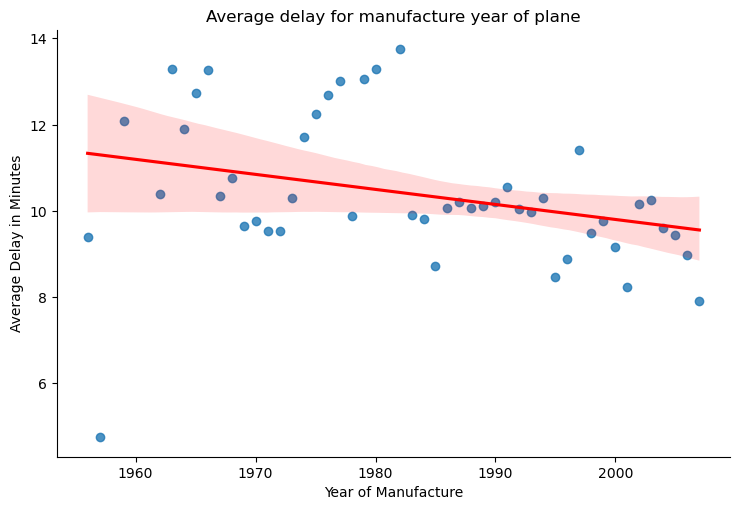 Average delay for manufacture year of plane
14
12
10
8
6
Average Delay in Minutes
1960 1970 1980 1990 2000
Year of Manufacture